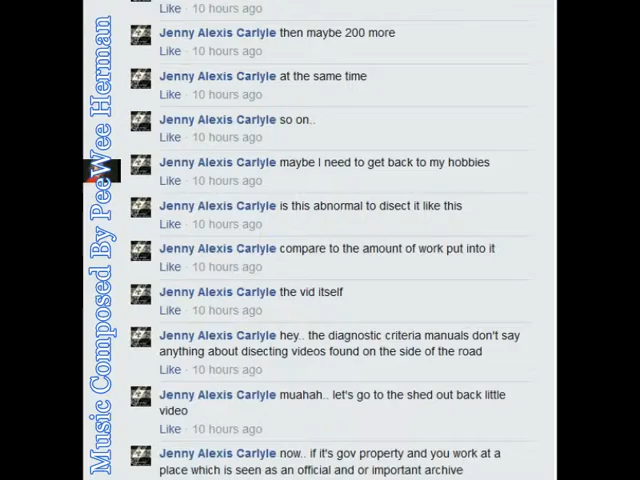 Like · 10 hours ago
Jenny Alexis Carlyle then maybe 200 more
Like · 10 hours ago
Jenny Alexis Carlyle at the same time
Like · 10 hours ago
Jenny Alexis Carlyle so on..
Like · 10 hours ago
Jenny Alexis Carlyle maybe I need to get back to my hobbies
Like · 10 hours ago
Jenny Alexis Carlyle is this abnormal to disect it like this
Like · 10 hours ago
Jenny Alexis Carlyle compare to the amount of work put into it
Like · 10 hours ago
Jenny Alexis Carlyle the vid itself
Like · 10 hours ago
Jenny Alexis Carlyle hey.. the diagnostic criteria manuals don't say
anything about disecting videos found on the side of the road
Like · 10 hours ago
Jenny Alexis Carlyle muahah.. let's go to the shed out back little
video
Like · 10 hours ago
Jenny Alexis Carlyle now.. if it's gov property and you work at a
place which is seen as an official and or important archive
Music Composed By PeeWee Herman